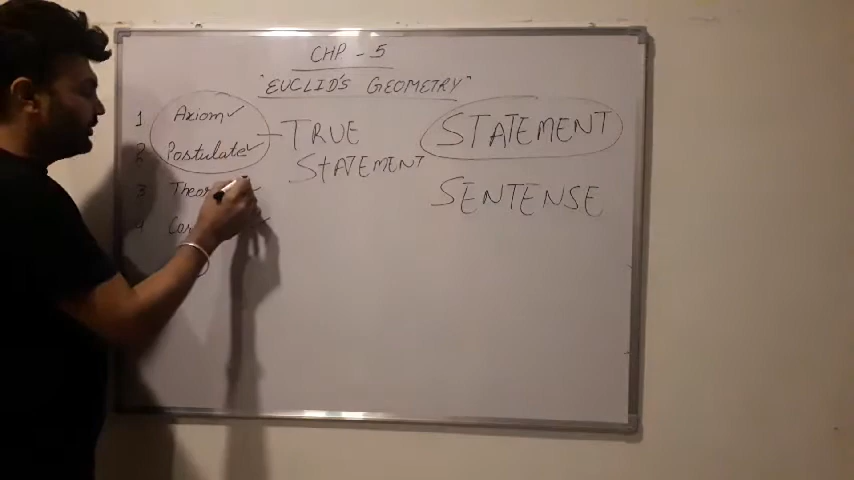 CHP - 5
"EUCLID'S GEOMETRY"
1 Axiom
2 Postulate
3
4
TRUE
STATEMENT
STATEMENT
SENTENSE